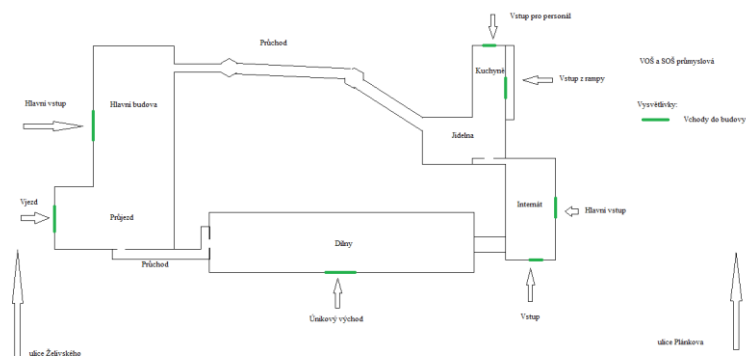 Vstup pro personál
Průchod
VOŠ a SOŠ průmyslová
Kuchyně
Vstup z rampy
Hlavní vstup
Hlavní budova
Vysvětlivky:
Vchody do budovy
Jídelna
Vjezd
Průjezd
Internát
Hlavní vstup
Dílny
Průchod
Únikový východ
Vstup
ulice Želivského
ulice Plánkova